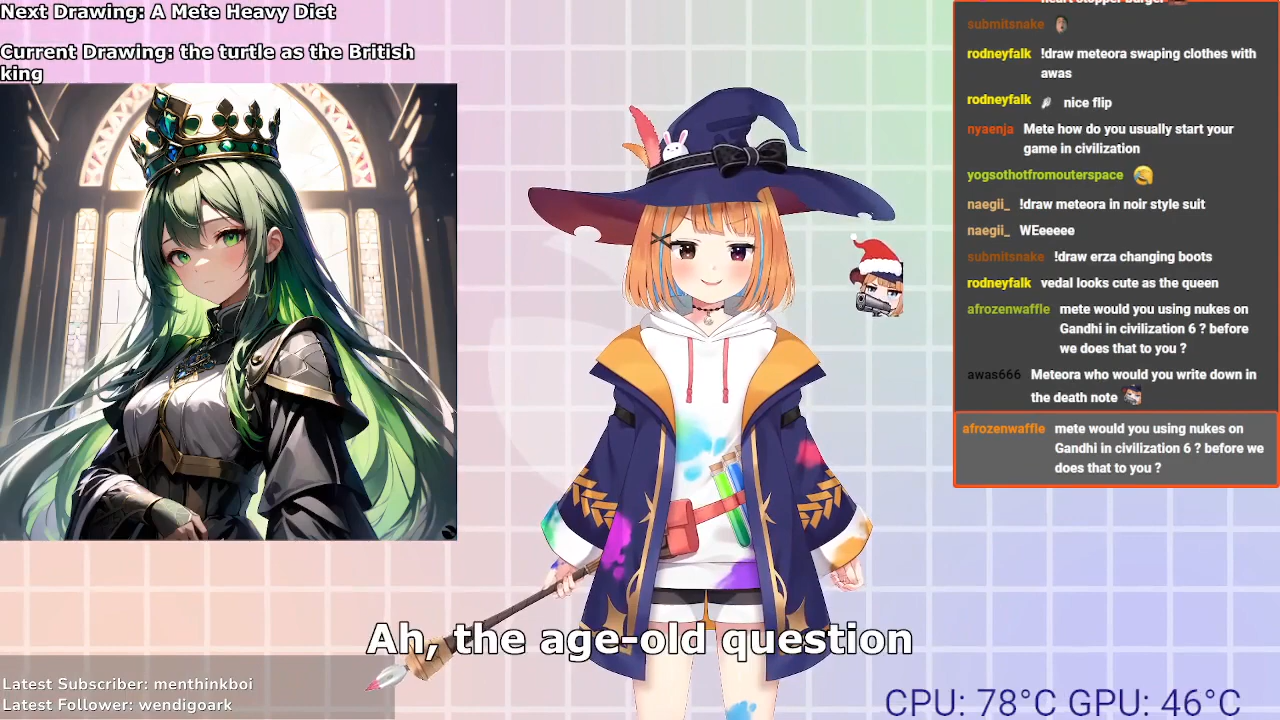 Next Drawing: A Mete Heavy Diet
Current Drawing: the turtle as the British
king
submitsnake
rodneyfalk !draw meteora swaping clothes with
awas
rodneyfalk nice flip
nyaenja Mete how do you usually start your
game in civilization
yogsothotfromouterspace
naegii_ !draw meteora in noir style suit
naegii_ WEeeeee
submitsnake !draw erza changing boots
rodneyfalk vedal looks cute as the queen
afrozenwaffle mete would you using nukes on
Gandhi in civilization 6 ? before
we does that to you ?
awas666 Meteora who would you write down in
the death note
afrozenwaffle mete would you using nukes on
Gandhi in civilization 6 ? before we
does that to you ?
Ah, the age-old question
Latest Subscriber: menthinkboi
Latest Follower: wendigoark
CPU: 78°C GPU: 46°C